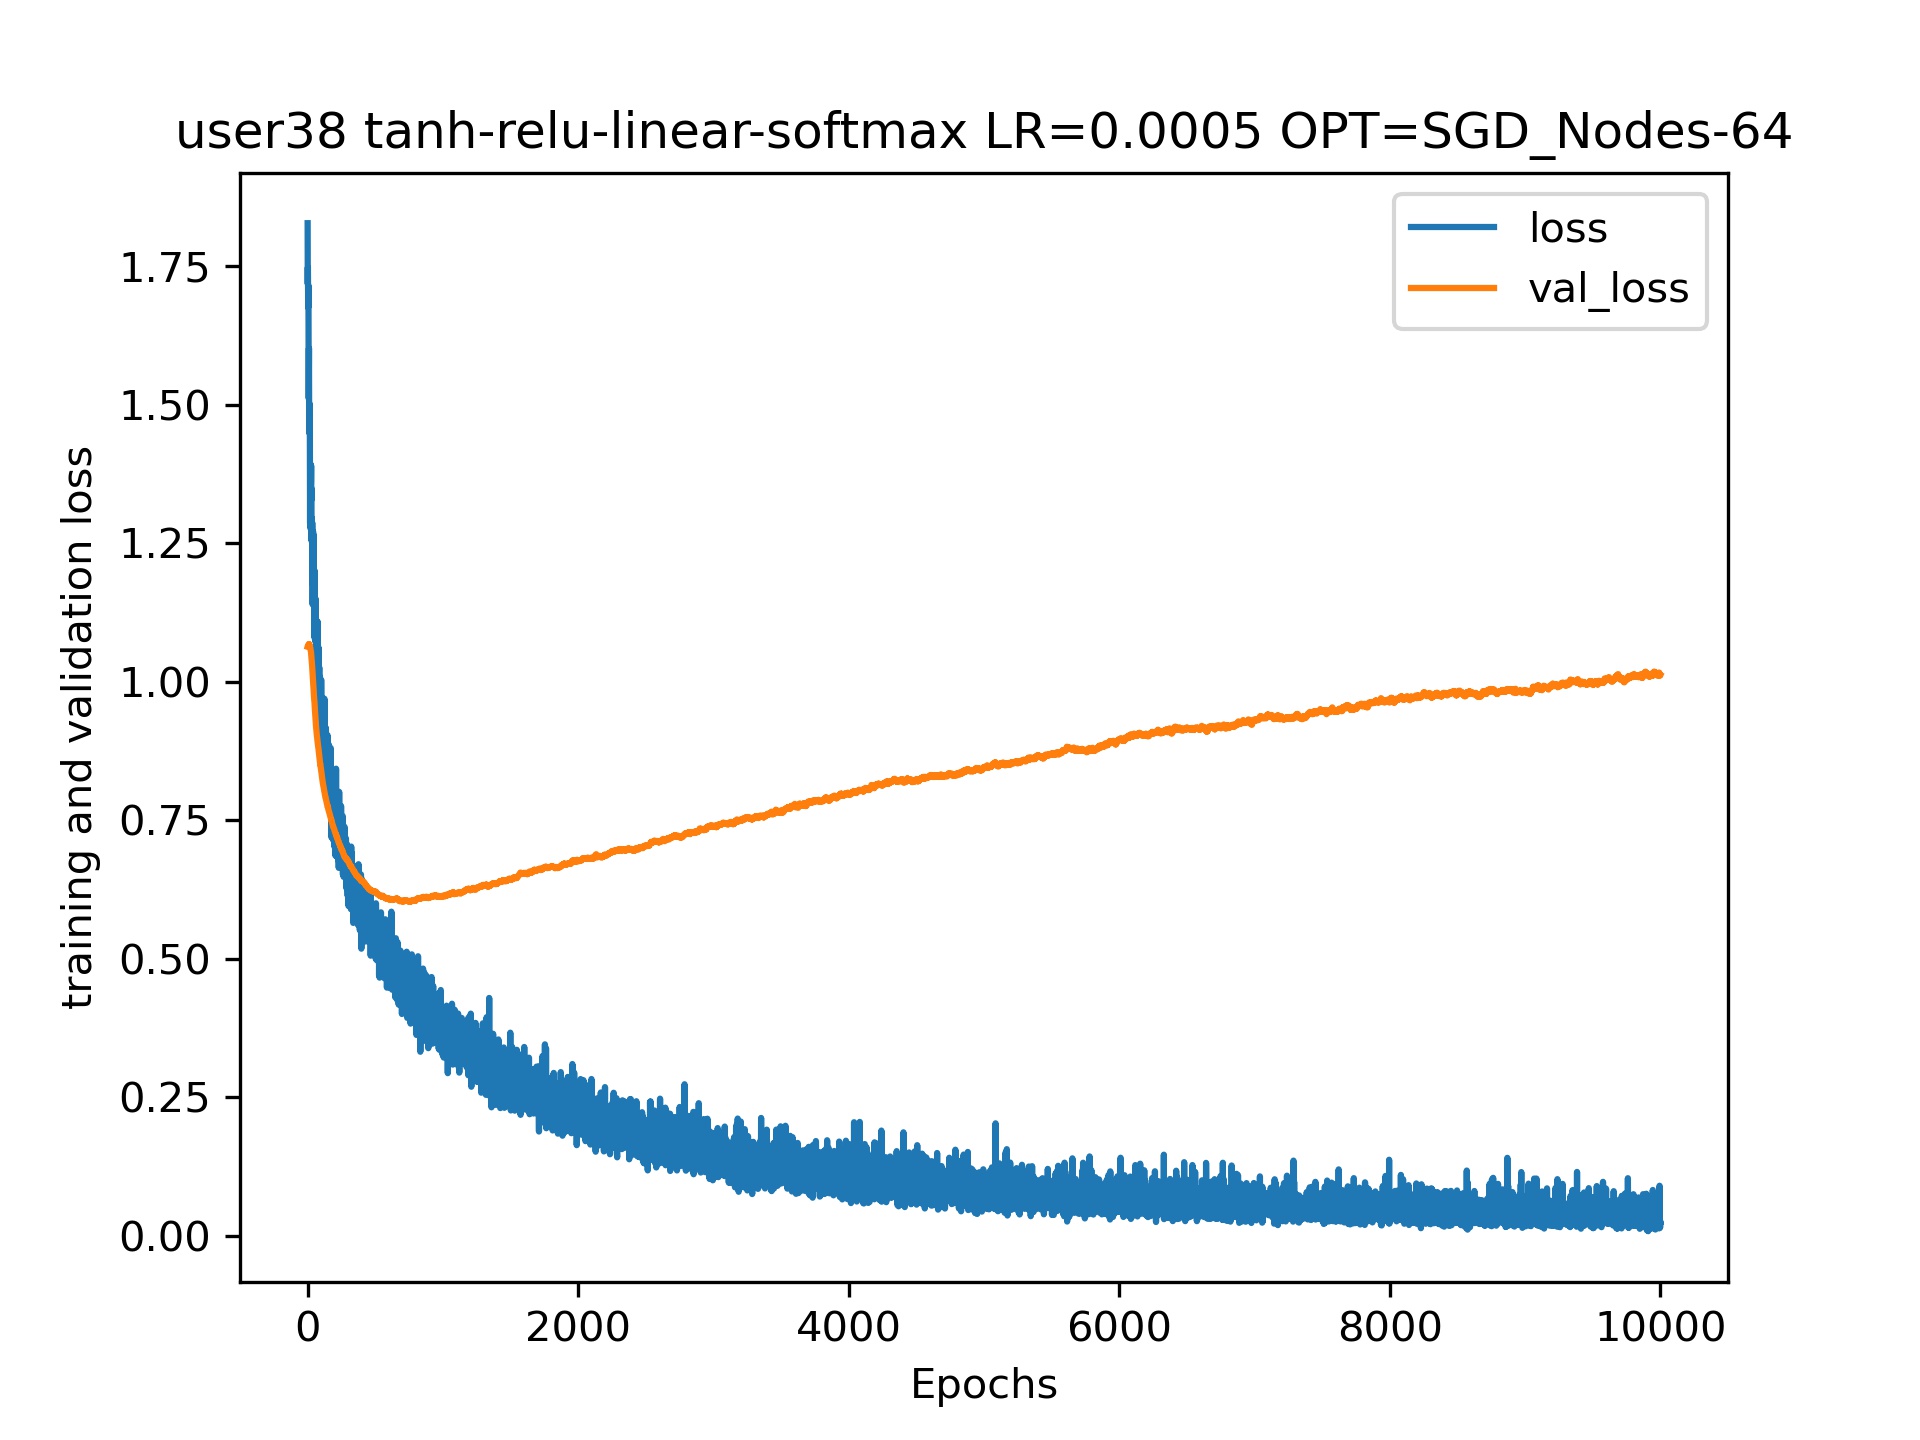 user38 tanh-relu-linear-softmax LR=0.0005 OPT=SGD_Nodes-64
loss
val_loss
training and validation loss
1.75
1.50
1.25
1.00
0.75
0.50
0.25
0.00
0 2000 4000 6000 8000 10000
Epochs